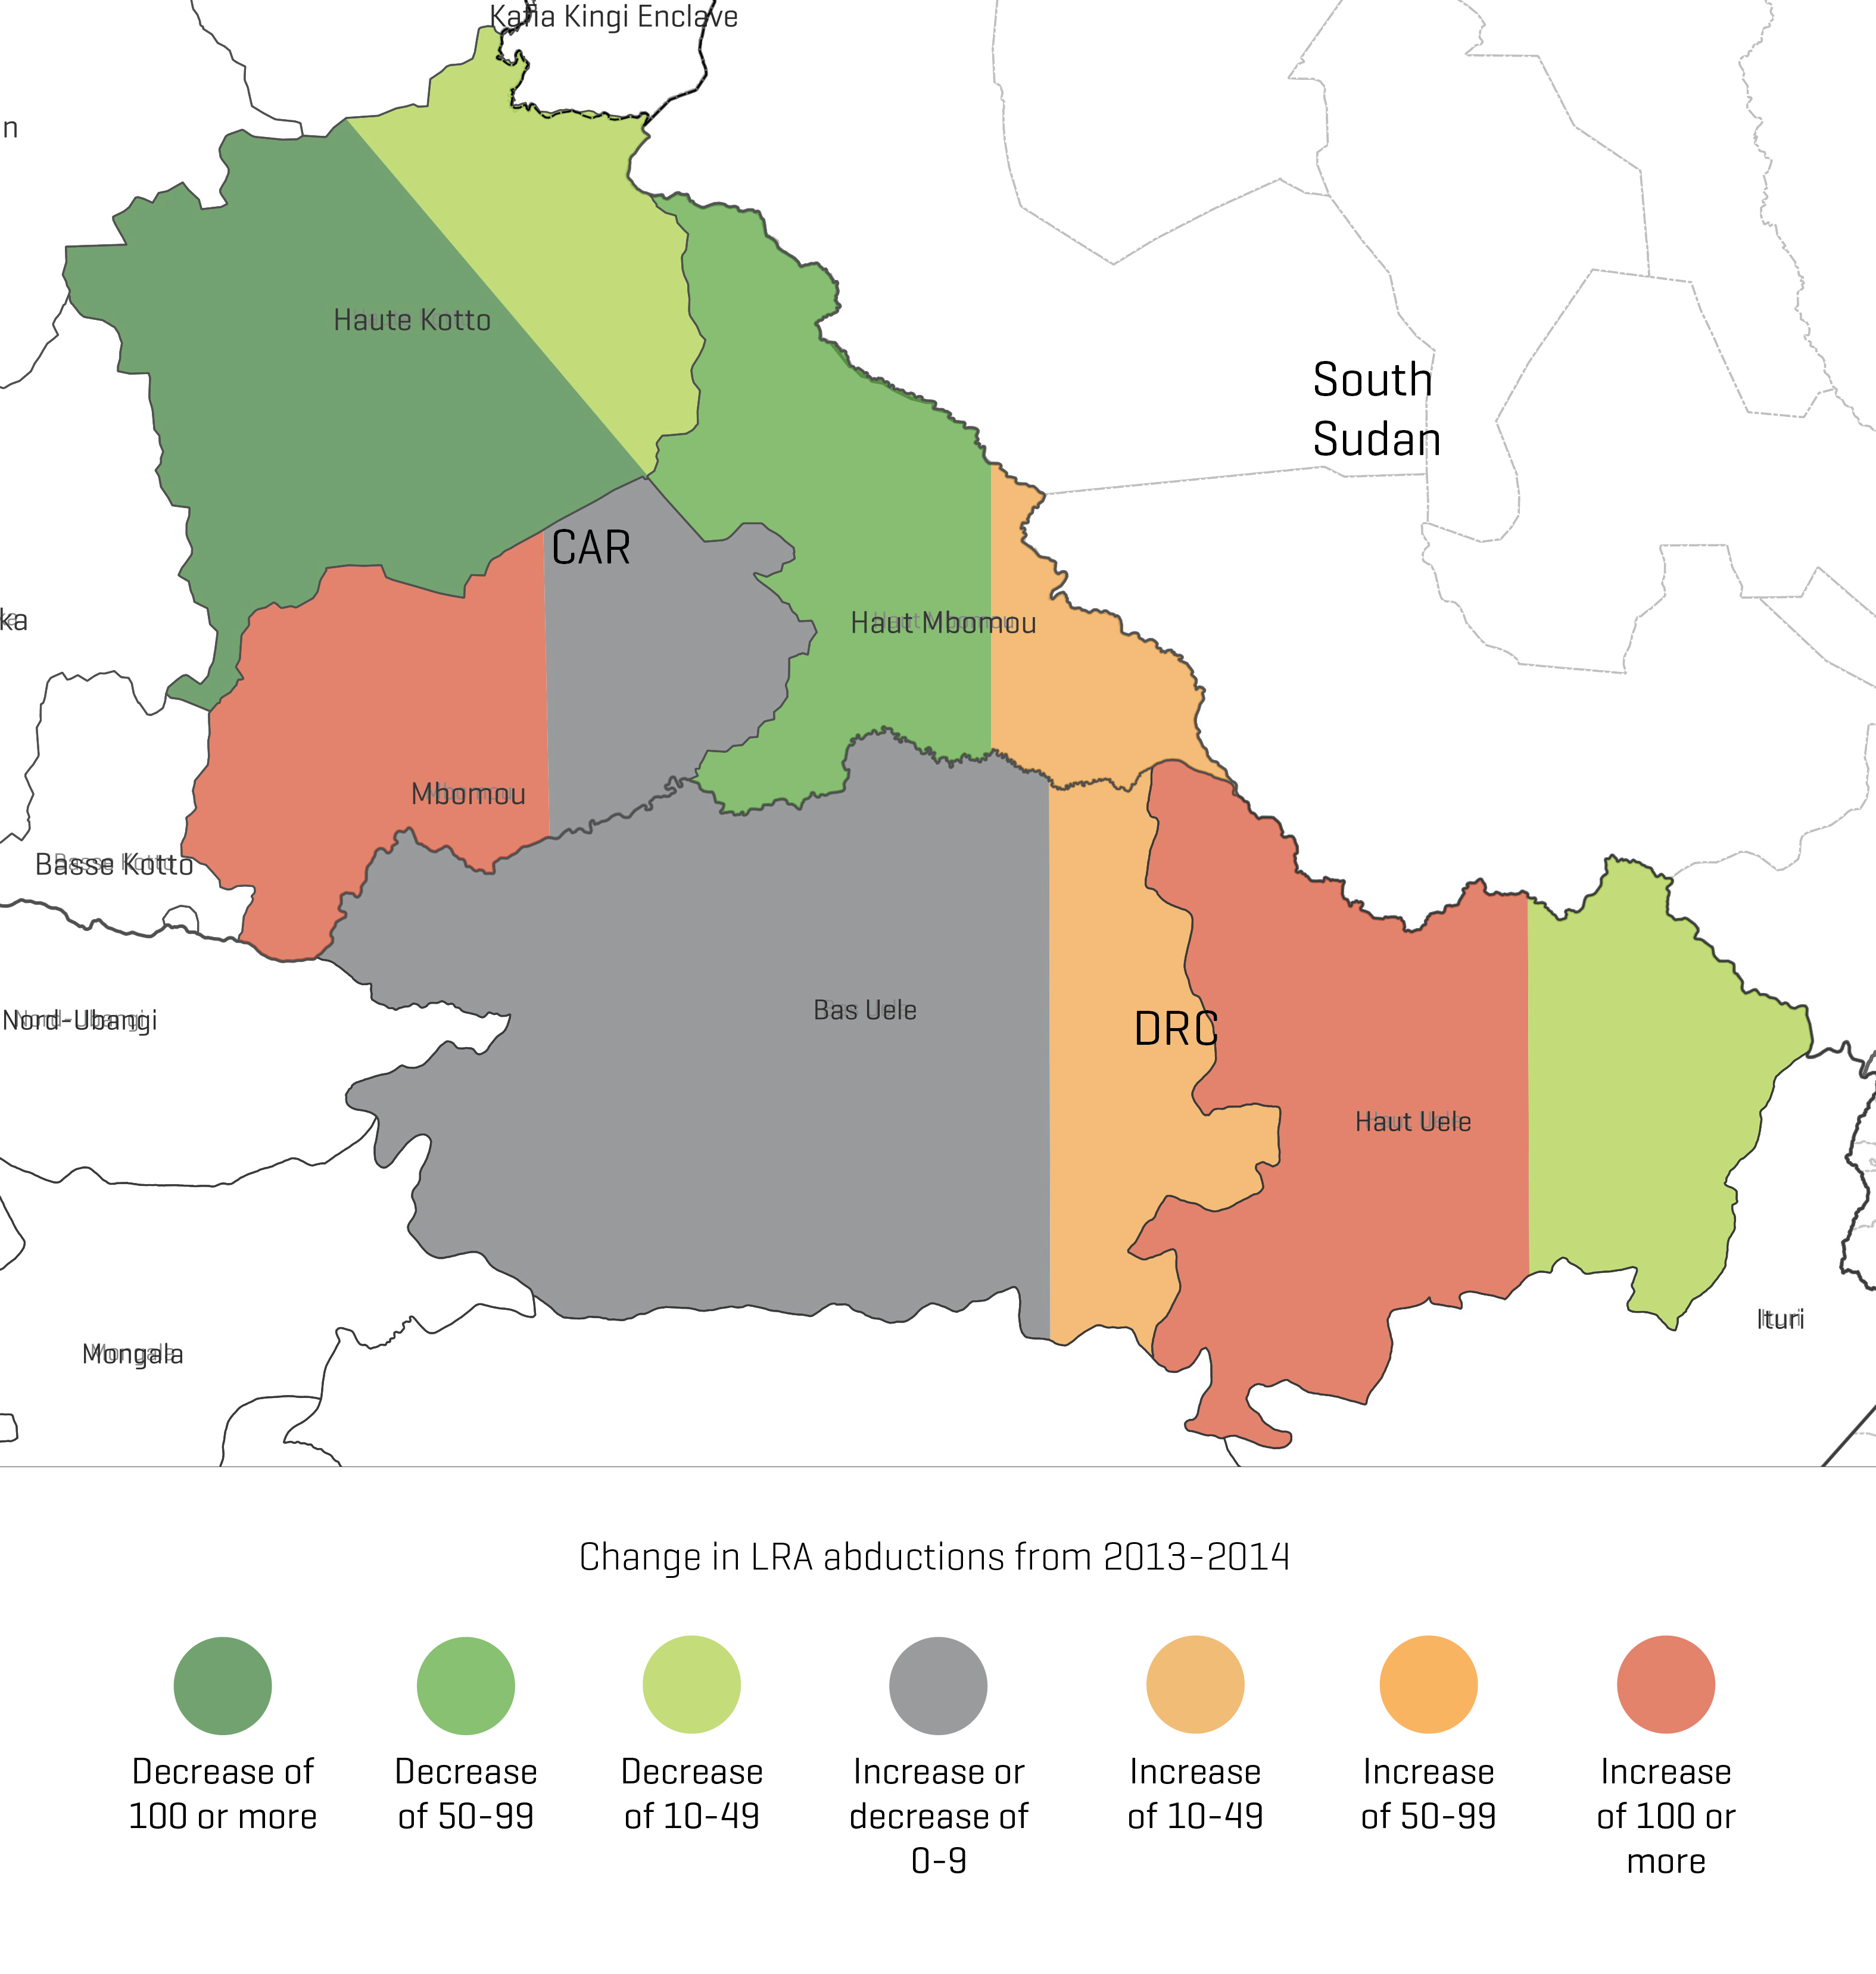 Kafia Kingi Enclave
n
Haute Kotto
South
Sudan
CAR
ka
Haut Mbomou
Mbomou
Basse Kotto
Bas Uele
Nord-Ubangi
DRC
Haut Uele
Ituri
Mongala
Change in LRA abductions from 2013-2014
Decrease of
100 or more
Decrease
of 50-99
Decrease
of 10-49
Increase or
decrease of
0-9
Increase
of 10-49
Increase
of 50-99
Increase
of 100 or
more